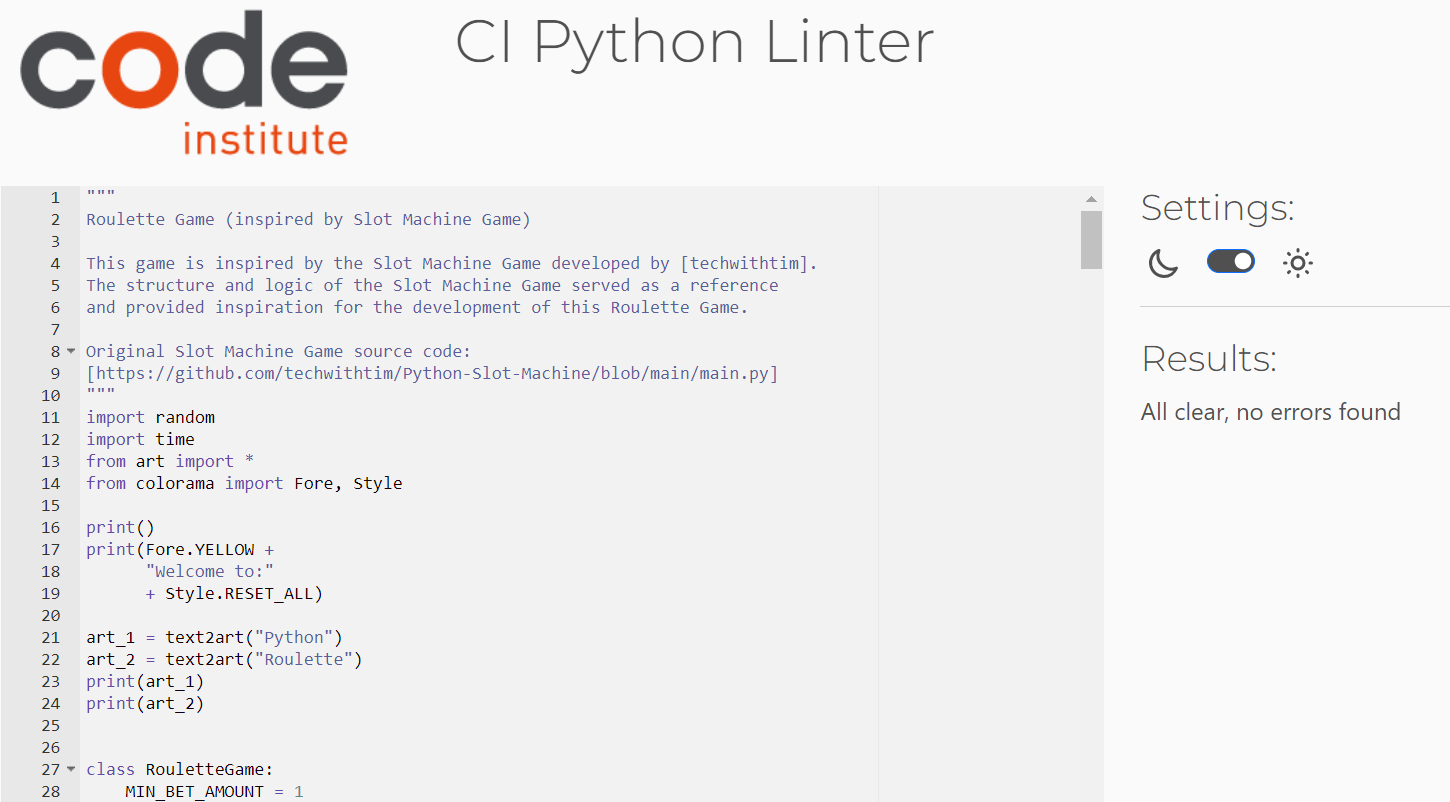 code
institute
CI Python Linter
1 """
2 Roulette Game (inspired by Slot Machine Game)
3
4 This game is inspired by the Slot Machine Game developed by [techwithtim].
5 The structure and logic of the Slot Machine Game served as a reference
6 and provided inspiration for the development of this Roulette Game.
7
8 Original Slot Machine Game source code:
9 [https://github.com/techwithtim/Python-Slot-Machine/blob/main/main.py]
10 """
11 import random
12 import time
13 from art import *
14 from colorama import Fore, Style
15
16 print()
17 print(Fore.YELLOW +
18       "Welcome to:"
19       + Style.RESET_ALL)
20
21 art_1 = text2art("Python")
22 art_2 = text2art("Roulette")
23 print(art_1)
24 print(art_2)
25
26
27 class RouletteGame:
28     MIN_BET_AMOUNT = 1
Settings:
Results:
All clear, no errors found